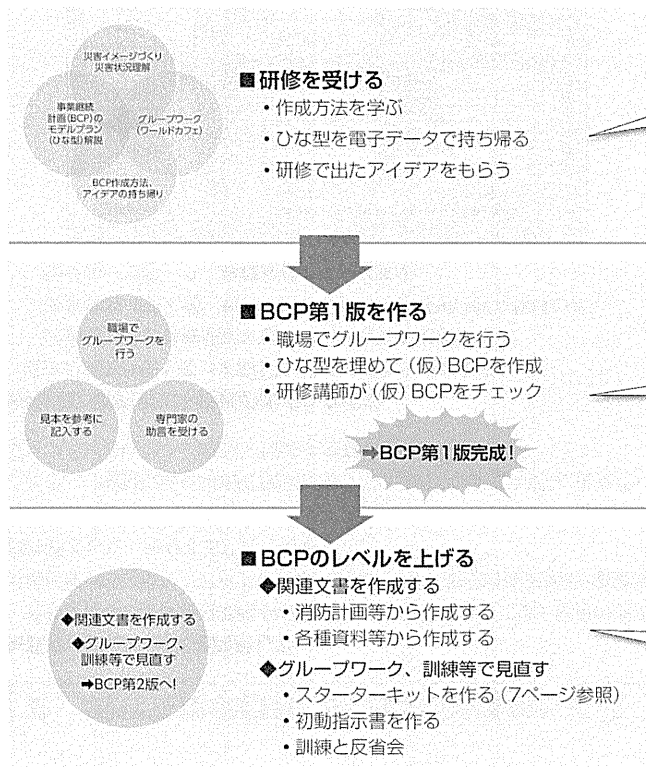 災害イメージづくり
災害状況理解
事業継続
計画(BCP)の
モデルプラン
(ひな型)解説
グループワーク
(ワールドカフェ)
BCP作成方法、
アイデアの持ち帰り
■研修を受ける
・作成方法を学ぶ
・ひな型を電子データで持ち帰る
・研修で出たアイデアをもらう
職場で
グループワークを
行う
見本を参考に
記入する
専門家の
助言を受ける
■BCP第1版を作る
・職場でグループワークを行う
・ひな型を埋めて(仮)BCPを作成
・研修講師が(仮)BCPをチェック
➡BCP第1版完成!
◆関連文書を作成する
◆グループワーク、
訓練等で見直す
➡BCP第2版へ!
■BCPのレベルを上げる
◆関連文書を作成する
・消防計画等から作成する
・各種資料等から作成する
◆グループワーク、訓練等で見直す
・スターターキットを作る(7ページ参照)
・初動指示書を作る
・訓練と反省会